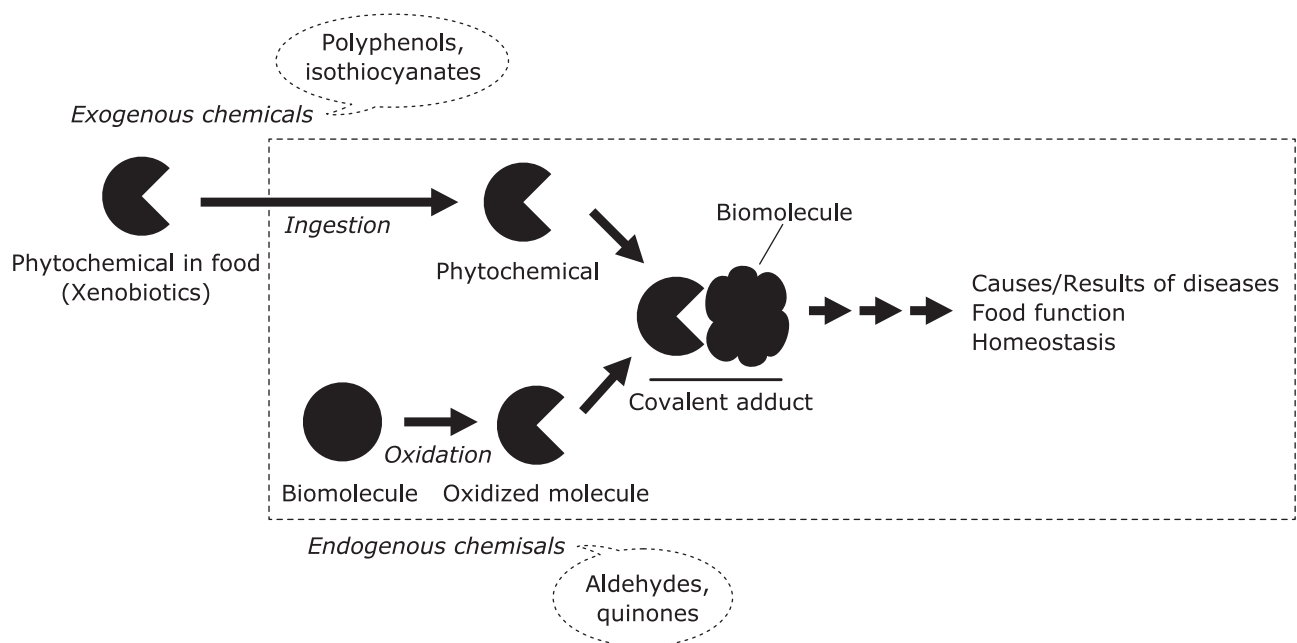 Polyphenols,
isothiocyanates
Exogenous chemicals
Ingestion
Phytochemical in food
(Xenobiotics)
Phytochemical
Biomolecule
Causes/Results of diseases
Food function
Homeostasis
Covalent adduct
Oxidation
Biomolecule
Oxidized molecule
Endogenous chemisals
Aldehydes,
quinones